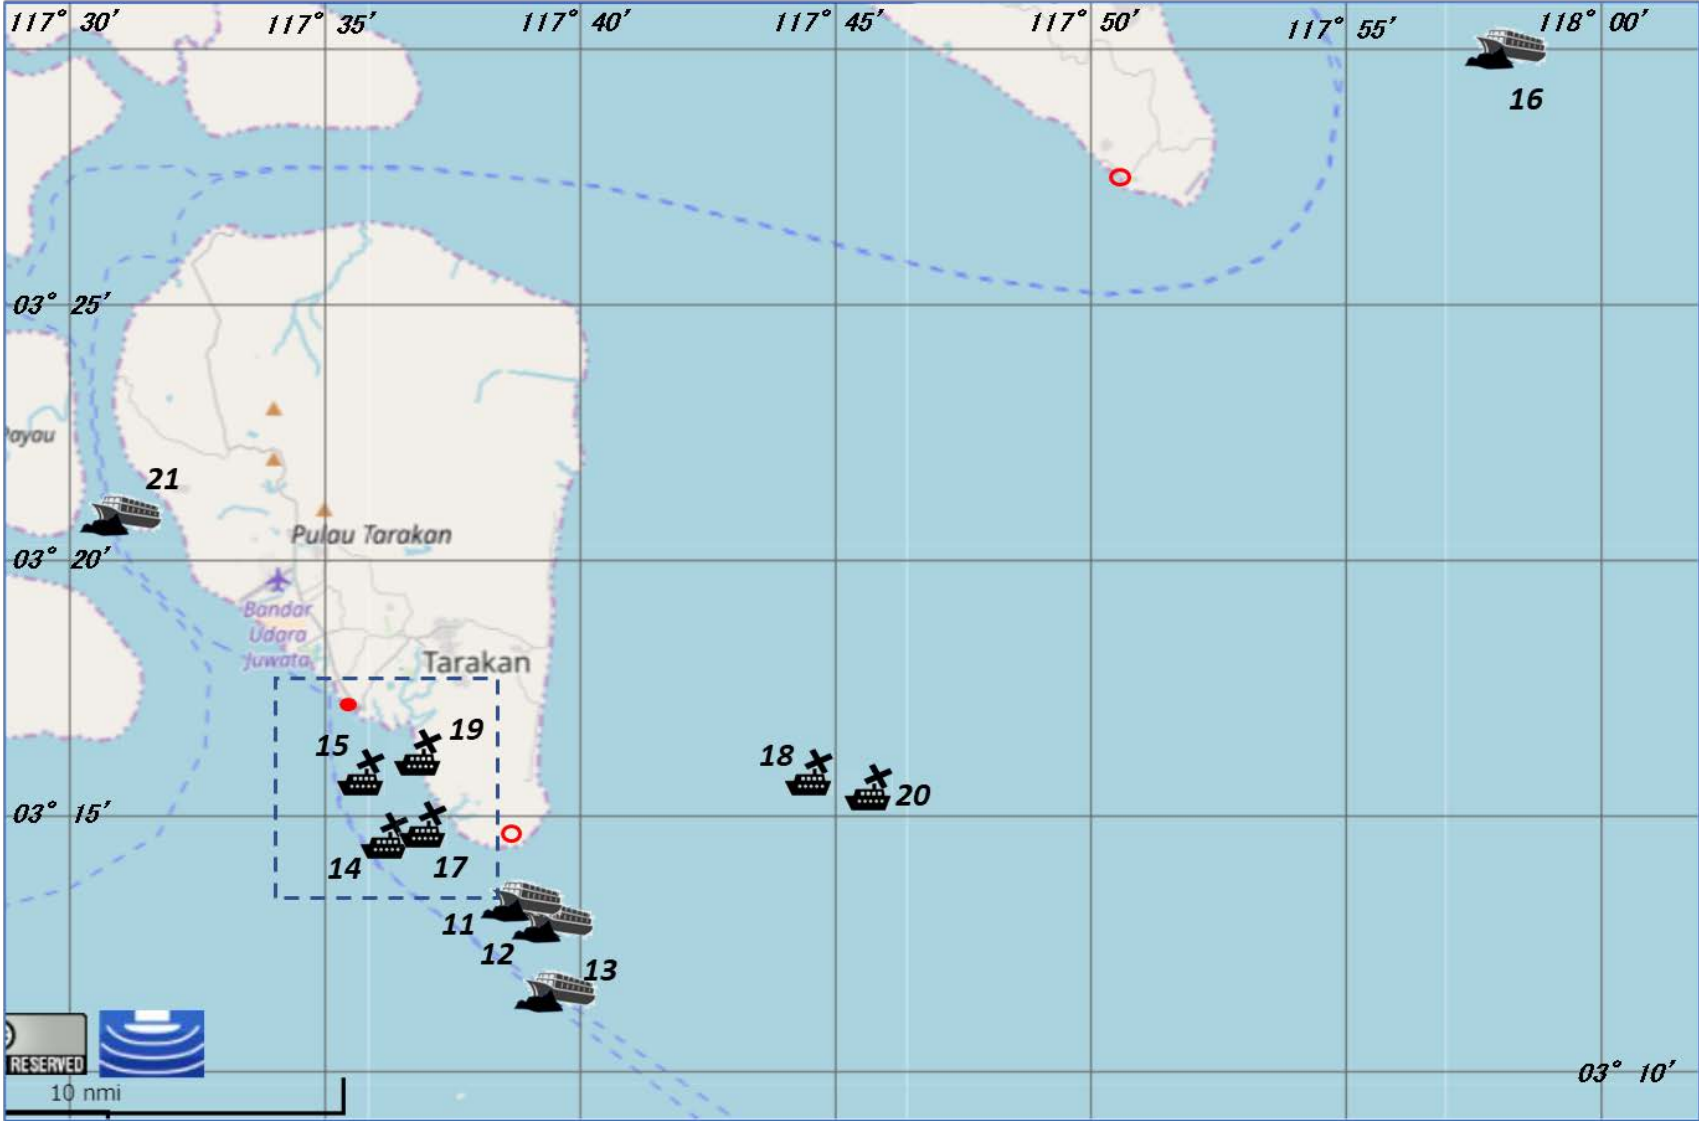 117° 30' 117° 35' 117° 40' 117° 45' 117° 50' 117° 55' 118° 00'
16
03° 25'
Payau
21
Pulau Tarakan
03° 20'
Bandar
Udara
Juwata
Tarakan
15
19
18
20
03° 15'
14
17
11
12
13
RESERVED
10 nmi
03° 10'